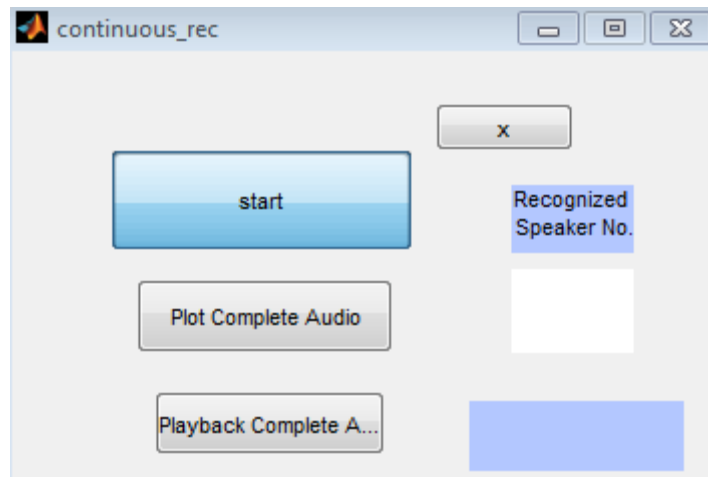 continuous_rec
x
start
Recognized
Speaker No.
Plot Complete Audio
Playback Complete A...